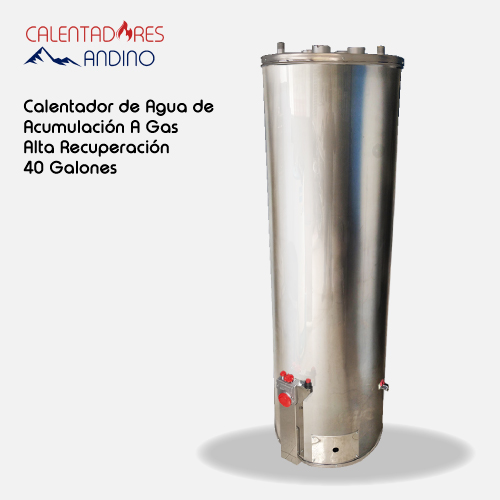 CALENTADORES
ANDINO
Calentador de Agua de
Acumulación A Gas
Alta Recuperación
40 Galones